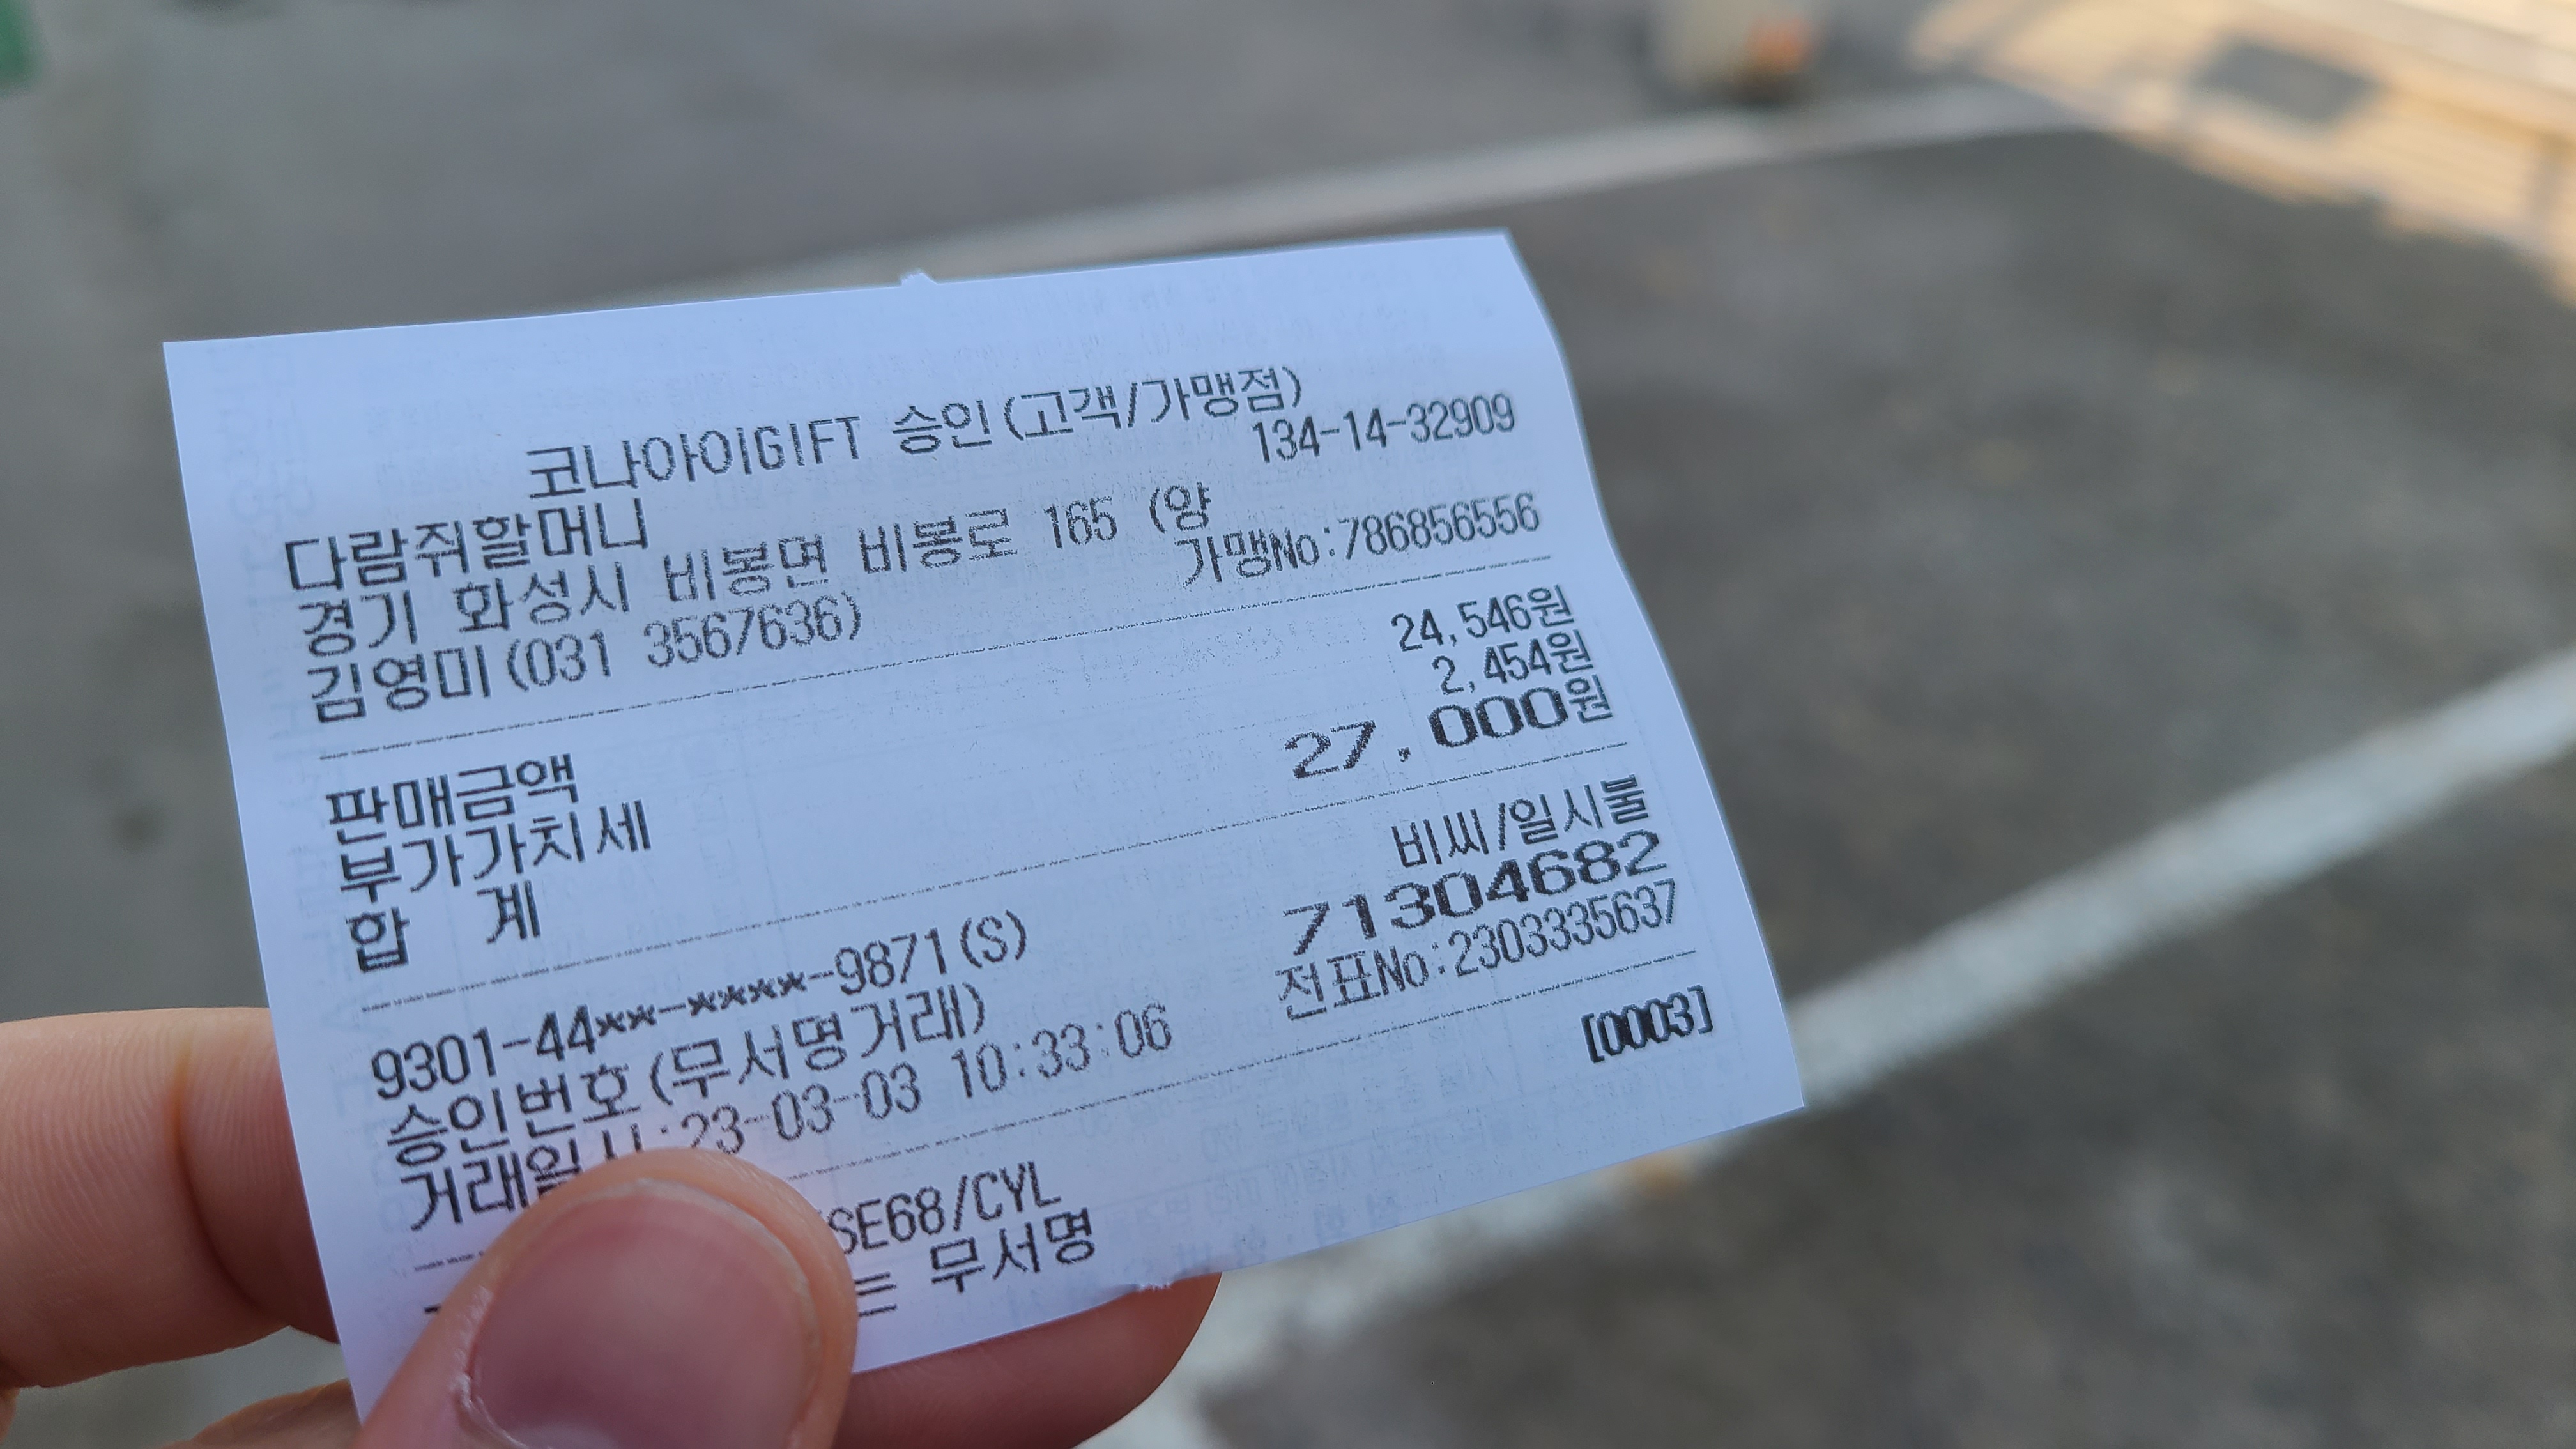 코나아이GIFT 승인(고객/가맹점)
134-14-32909
다람쥐할머니
경기 화성시 비봉면 비봉로 165 (양
가맹No:786856556
김영미(031 3567636)
판매금액 24,546원
부가가치세 2,454원
합 계 27,000원
비씨/일시불
9301-44**-****-9871(S)
71304682
승인번호(무서명거래)
전표No:2303335637
거래일시:23-03-03 10:33:06
[0003]
SE68/CYL
무서명